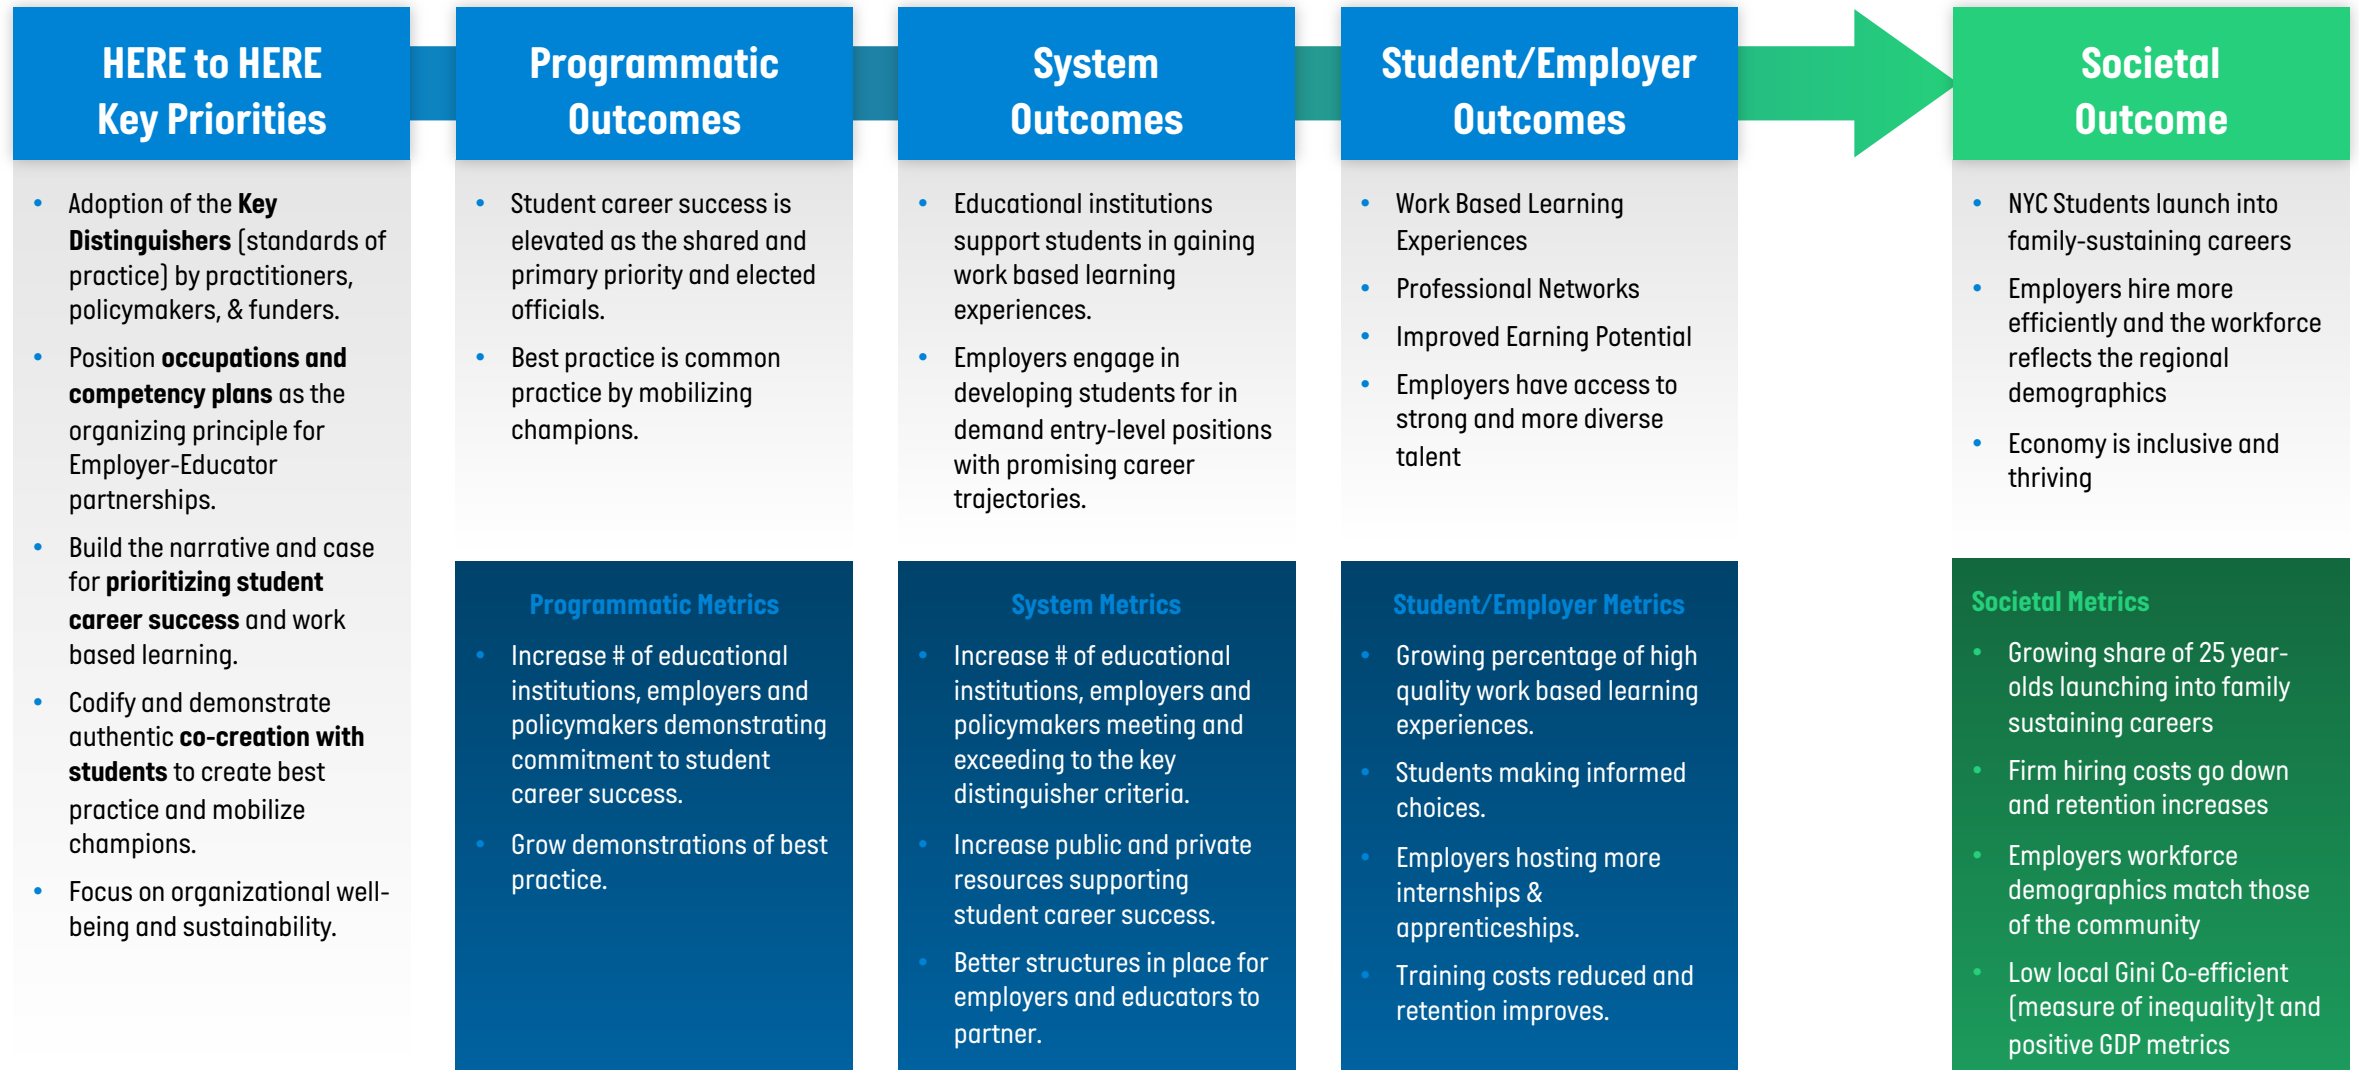 HERE to HERE
Key Priorities
• Adoption of the Key
Distinguishers (standards of
practice) by practitioners,
policymakers, & funders.
• Position occupations and
competency plans as the
organizing principle for
Employer-Educator
partnerships.
• Build the narrative and case
for prioritizing student
career success and work
based learning.
• Codify and demonstrate
authentic co-creation with
students to create best
practice and mobilize
champions.
• Focus on organizational well-
being and sustainability.
Programmatic
Outcomes
• Student career success is
elevated as the shared and
primary priority and elected
officials.
• Best practice is common
practice by mobilizing
champions.
Programmatic Metrics
• Increase # of educational
institutions, employers and
policymakers demonstrating
commitment to student
career success.
• Grow demonstrations of best
practice.
System
Outcomes
• Educational institutions
support students in gaining
work based learning
experiences.
• Employers engage in
developing students for in
demand entry-level positions
with promising career
trajectories.
System Metrics
• Increase # of educational
institutions, employers and
policymakers meeting and
exceeding to the key
distinguisher criteria.
• Increase public and private
resources supporting
student career success.
• Better structures in place for
employers and educators to
partner.
Student/Employer
Outcomes
• Work Based Learning
Experiences
• Professional Networks
• Improved Earning Potential
• Employers have access to
strong and more diverse
talent
Student/Employer Metrics
• Growing percentage of high
quality work based learning
experiences.
• Students making informed
choices.
• Employers hosting more
internships &
apprenticeships.
• Training costs reduced and
retention improves.
Societal
Outcome
• NYC Students launch into
family-sustaining careers
• Employers hire more
efficiently and the workforce
reflects the regional
demographics
• Economy is inclusive and
thriving
Societal Metrics
• Growing share of 25 year-
olds launching into family
sustaining careers
• Firm hiring costs go down
and retention increases
• Employers workforce
demographics match those
of the community
• Low local Gini Co-efficient
(measure of inequality)t and
positive GDP metrics